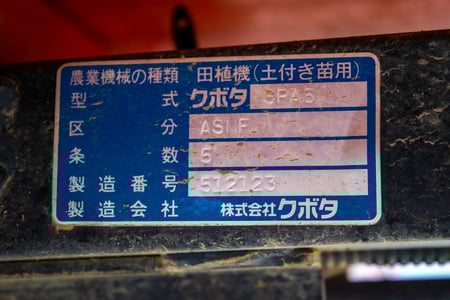 農業機械の種類 田植機(土付き苗用)
型式 クボタ SPA5
区分
条数 5
製造番号 512123
製造会社 株式会社クボタ